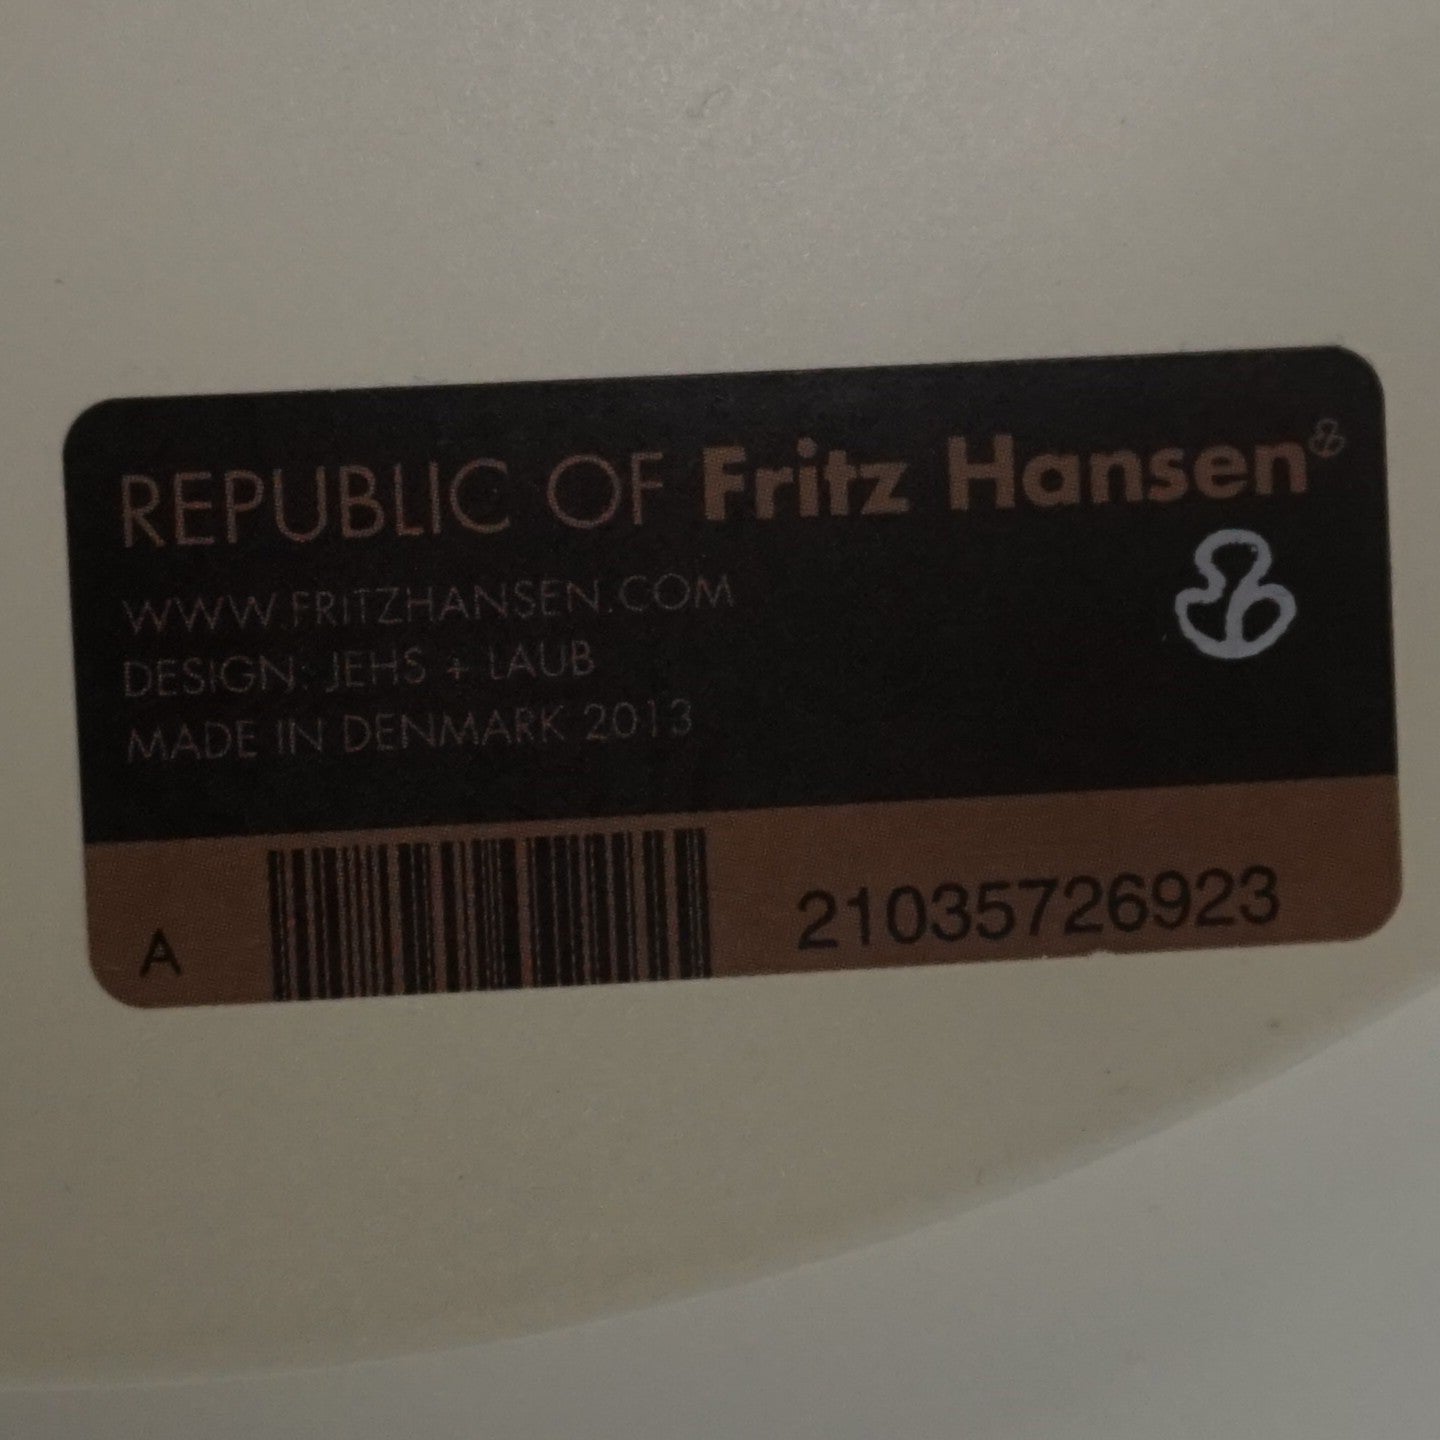 REPUBLIC OF Fritz Hansen
WWW.FRITZHANSEN.COM
DESIGN: JEHS + LAUB
MADE IN DENMARK 2013
A 21035726923